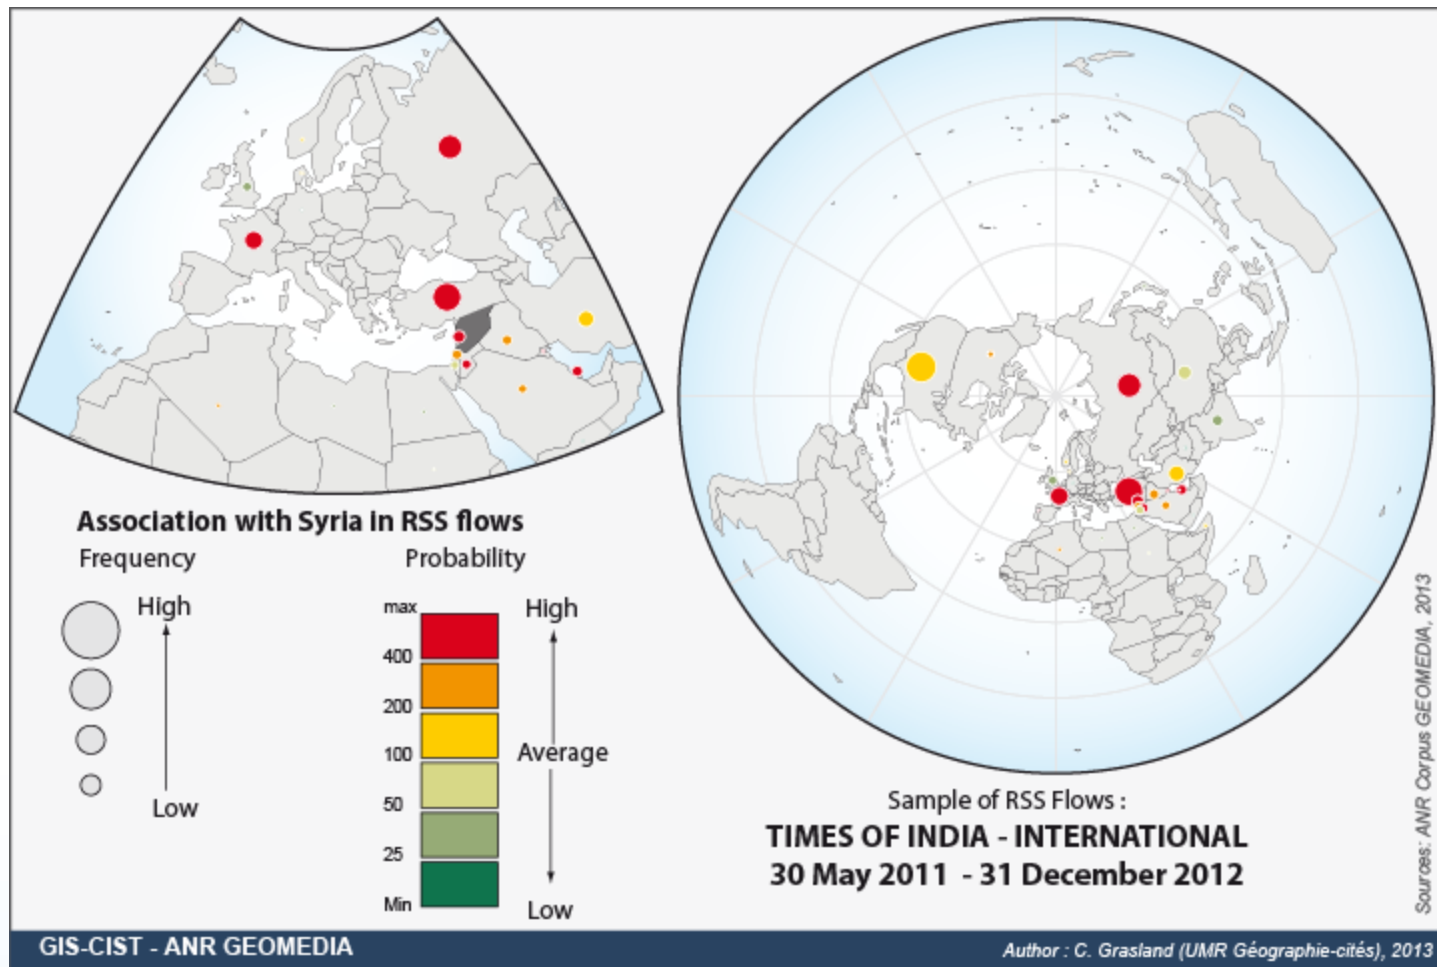 Association with Syria in RSS flows
Frequency
Probability
High
Low
max
400
200
100
50
25
Min
High
Average
Low
Sample of RSS Flows :
TIMES OF INDIA - INTERNATIONAL
30 May 2011 - 31 December 2012
Sources: ANR Corpus GEOMEDIA, 2013
GIS-CIST - ANR GEOMEDIA
Author : C. Grasland (UMR Géographie-cités), 2013